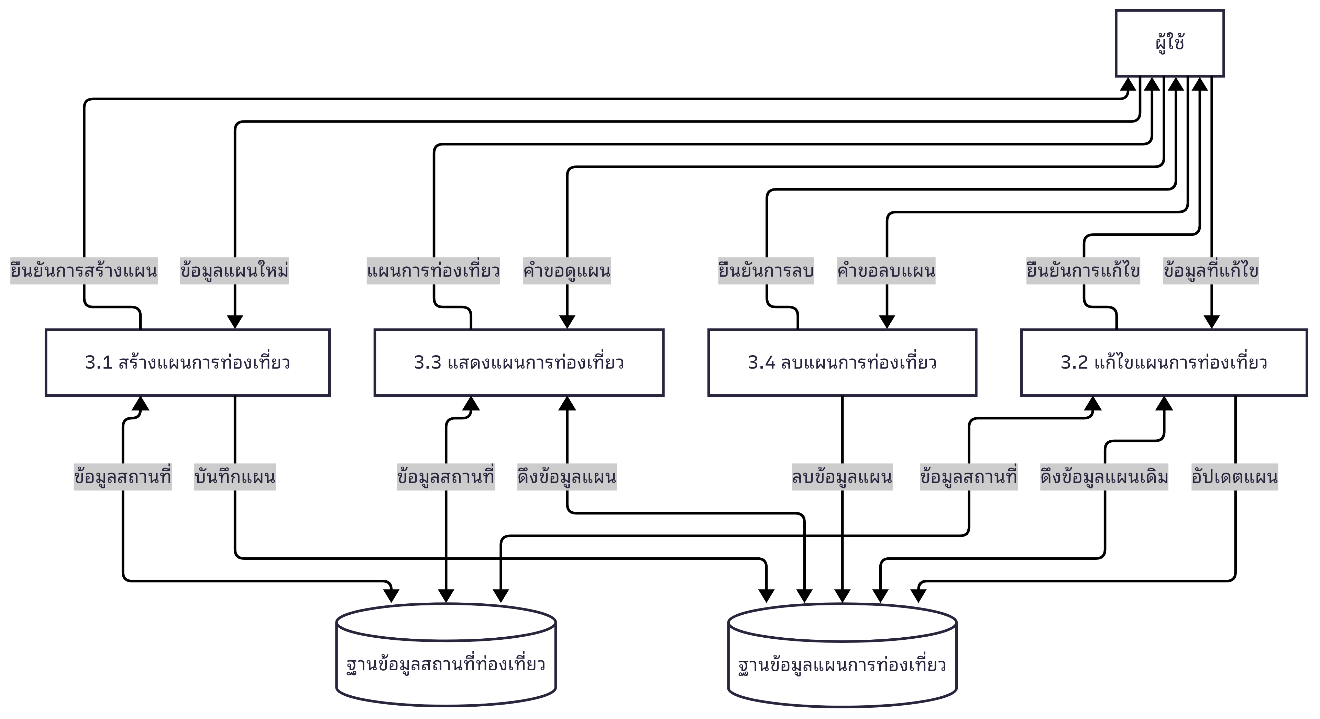 ผู้ใช้
ยืนยันการสร้างแผน
ข้อมูลแผนใหม่
แผนการท่องเที่ยว
คำขอดูแผน
ยืนยันการลบ
คำขอลบแผน
ยืนยันการแก้ไข
ข้อมูลที่แก้ไข
3.1 สร้างแผนการท่องเที่ยว
3.3 แสดงแผนการท่องเที่ยว
3.4 ลบแผนการท่องเที่ยว
3.2 แก้ไขแผนการท่องเที่ยว
ข้อมูลสถานที่
บันทึกแผน
ข้อมูลสถานที่
ดึงข้อมูลแผน
ลบข้อมูลแผน
ข้อมูลสถานที่
ดึงข้อมูลแผนเดิม
อัปเดตแผน
ฐานข้อมูลสถานที่ท่องเที่ยว
ฐานข้อมูลแผนการท่องเที่ยว